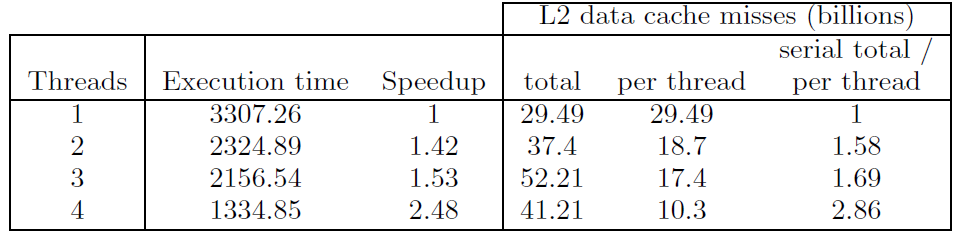 L2 data cache misses (billions)
serial total /
Threads Execution time Speedup total per thread per thread
1 3307.26 1 29.49 29.49 1
2 2324.89 1.42 37.4 18.7 1.58
3 2156.54 1.53 52.21 17.4 1.69
4 1334.85 2.48 41.21 10.3 2.86